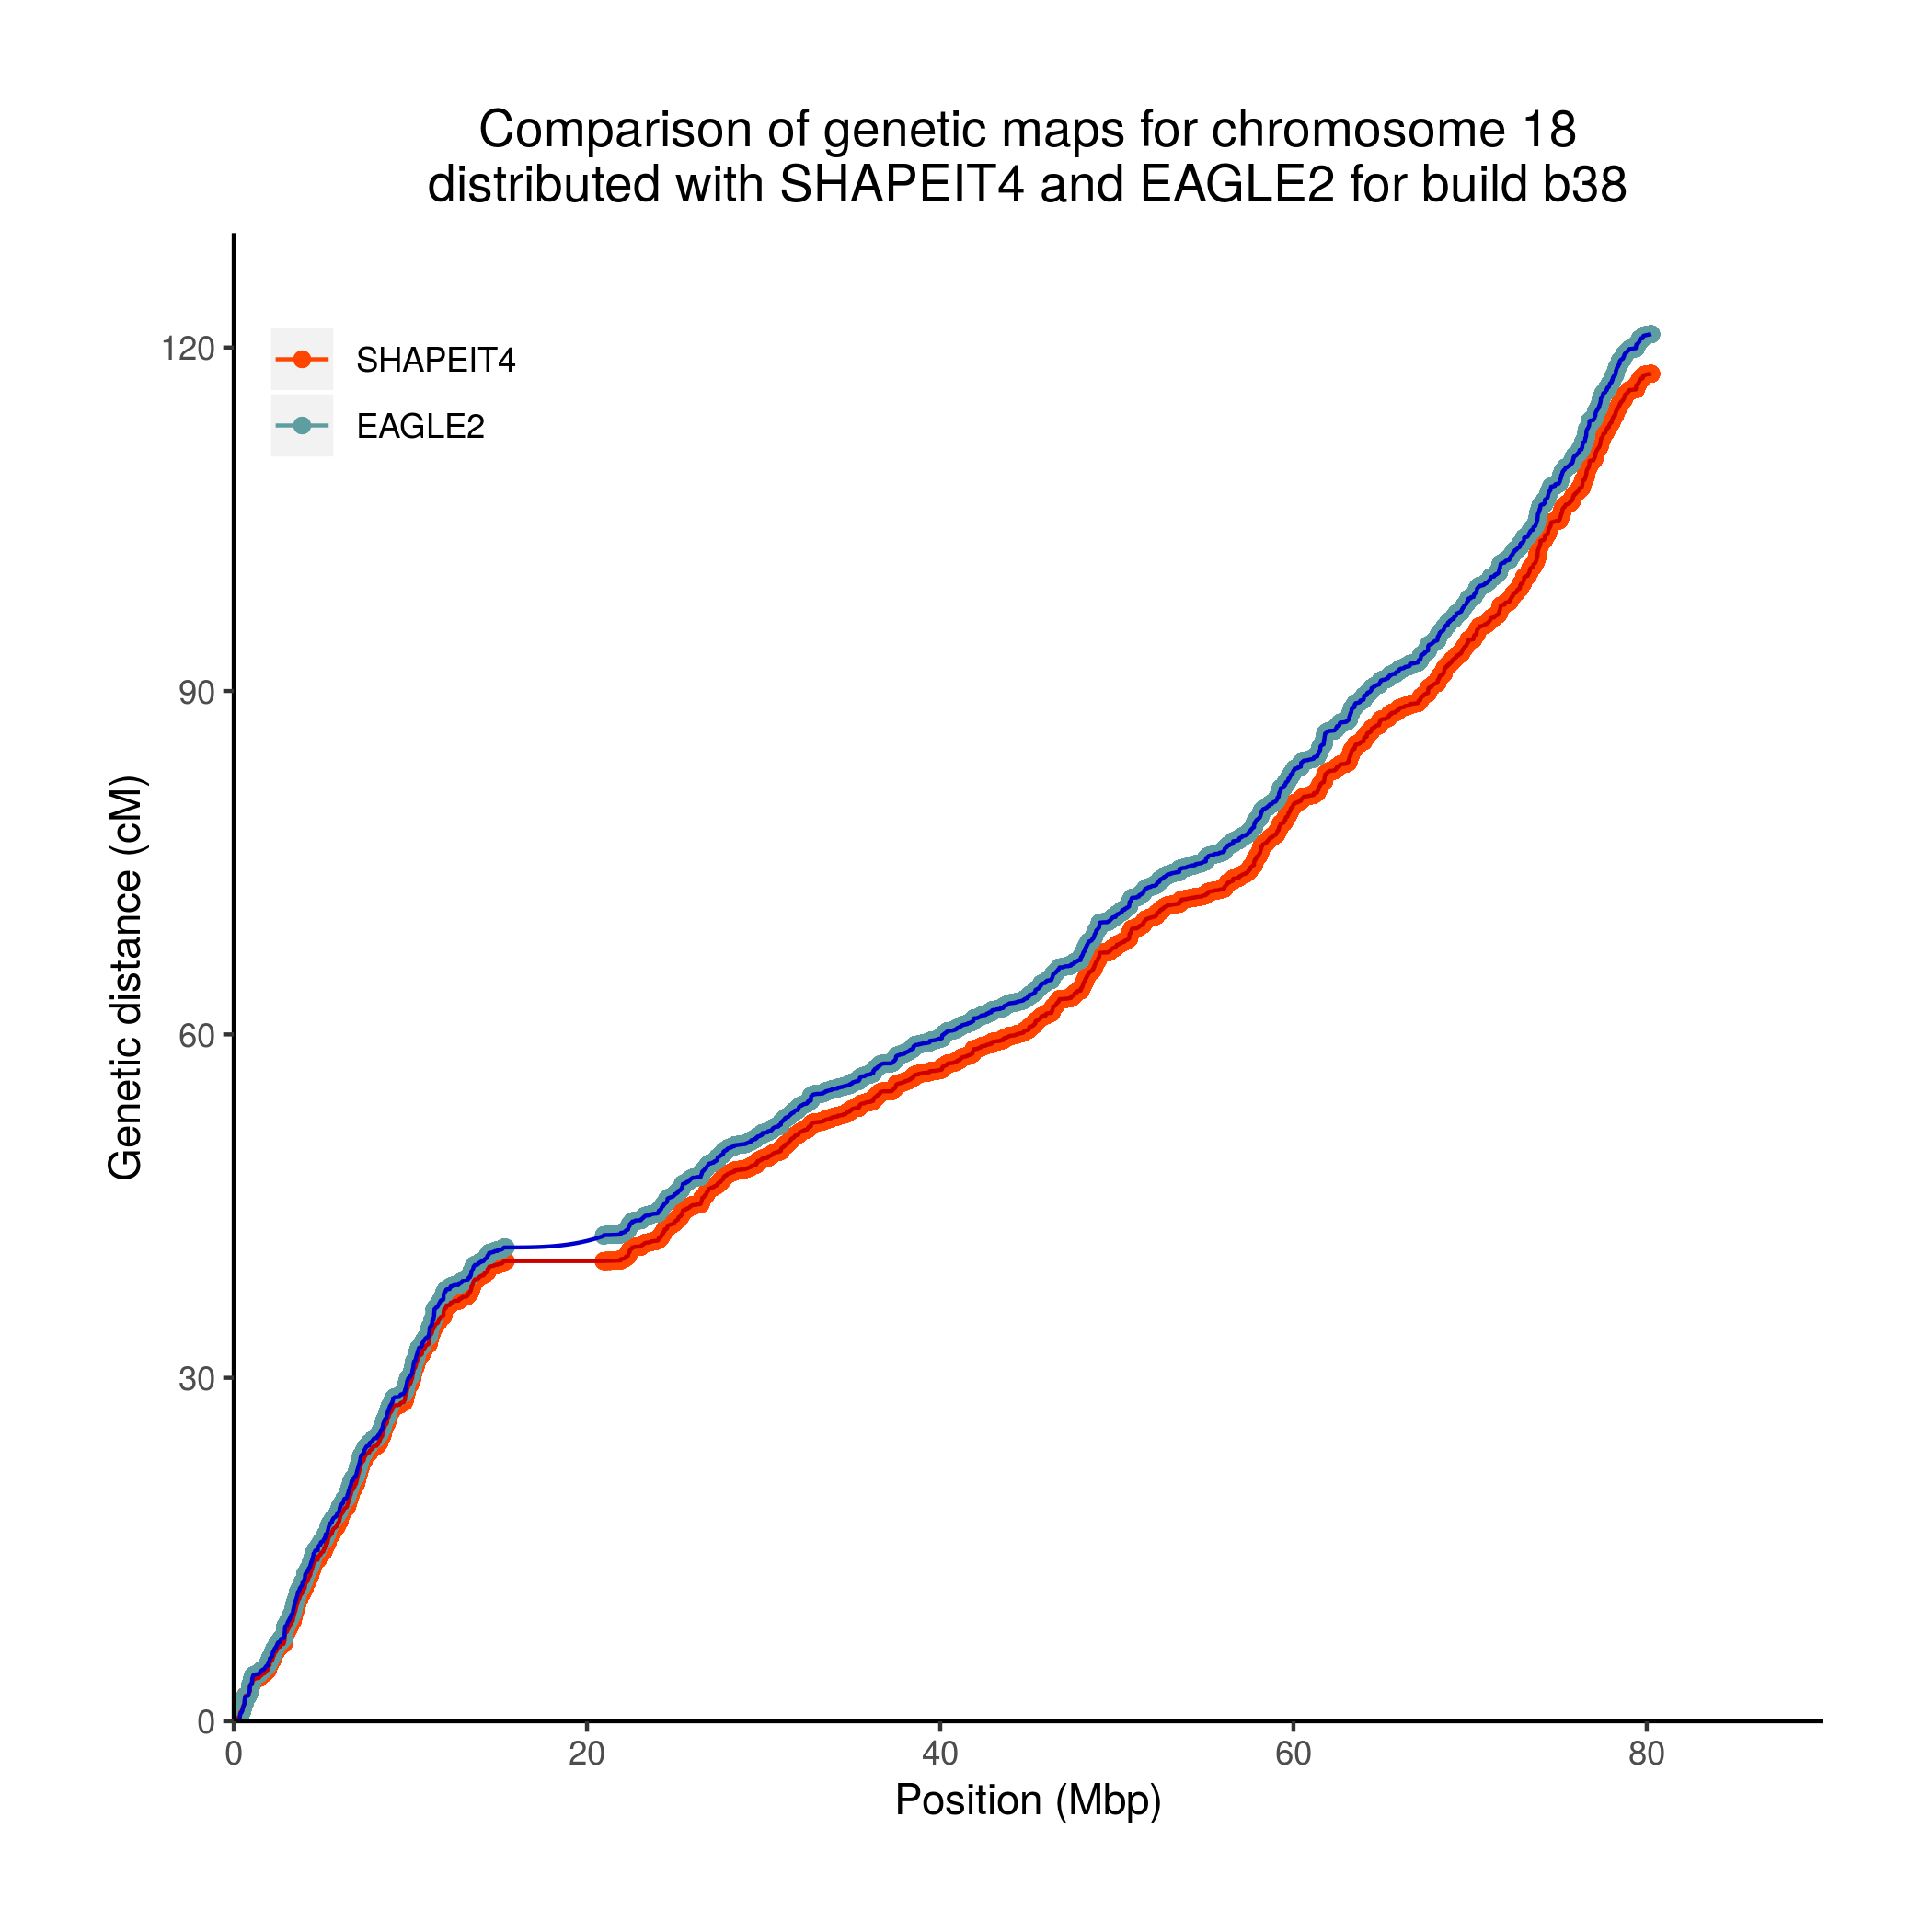 Comparison of genetic maps for chromosome 18
distributed with SHAPEIT4 and EAGLE2 for build b38
SHAPEIT4
EAGLE2
Genetic distance (cM)
120
90
60
30
0
0 20 40 60 80
Position (Mbp)